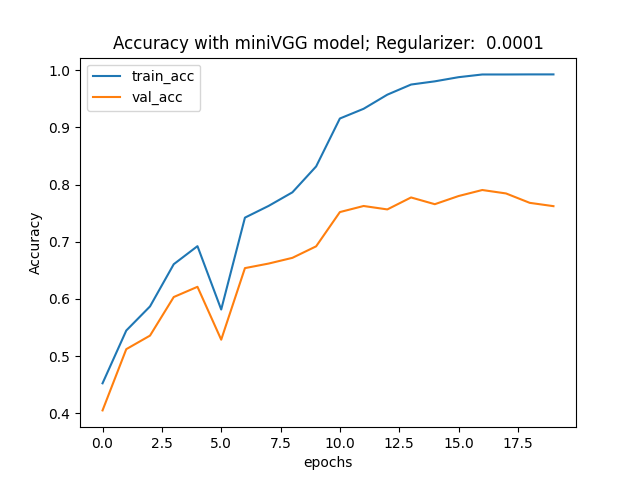 Accuracy with miniVGG model; Regularizer:  0.0001
train_acc
val_acc
1.0
0.9
0.8
0.7
0.6
0.5
0.4
Accuracy
0.0 2.5 5.0 7.5 10.0 12.5 15.0 17.5
epochs